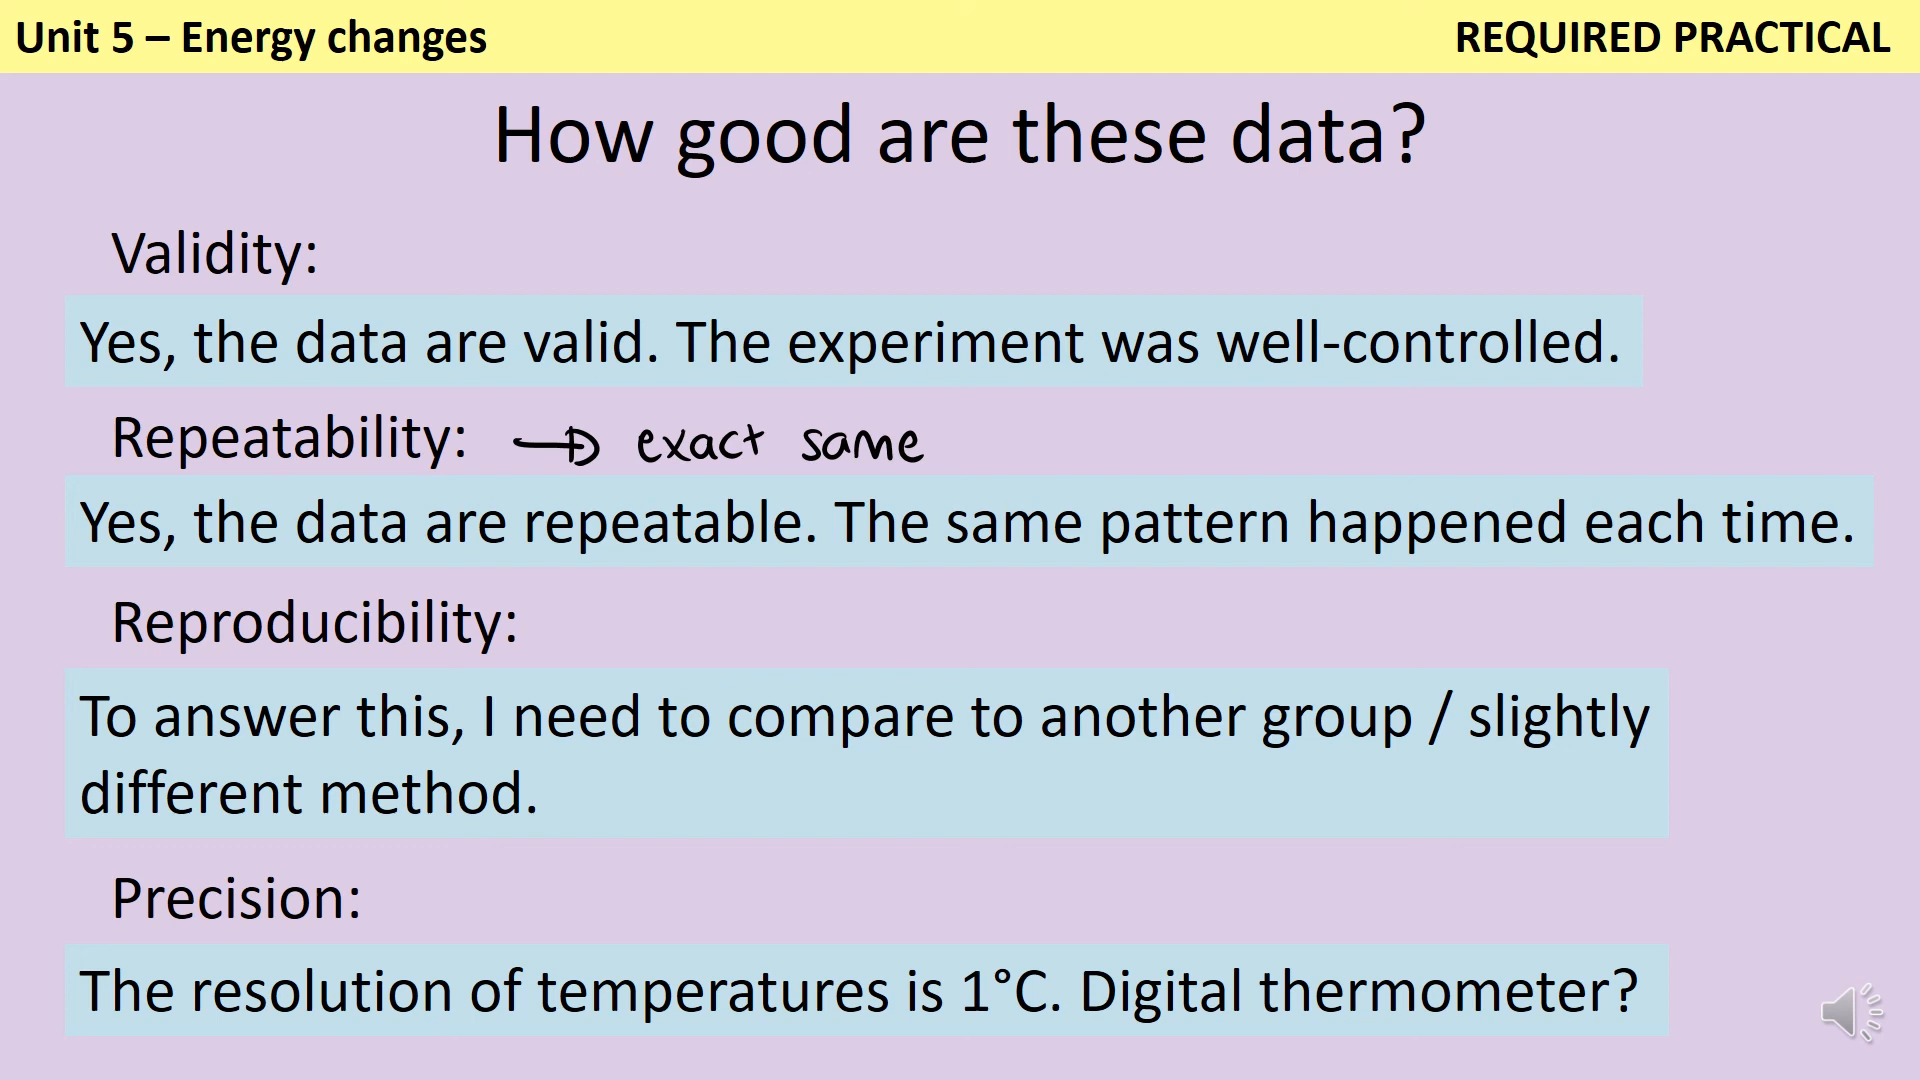 Unit 5 – Energy changes
REQUIRED PRACTICAL
How good are these data?
Validity:
Yes, the data are valid. The experiment was well-controlled.
Repeatability: exact same
Yes, the data are repeatable. The same pattern happened each time.
Reproducibility:
To answer this, I need to compare to another group / slightly
different method.
Precision:
The resolution of temperatures is 1°C. Digital thermometer?